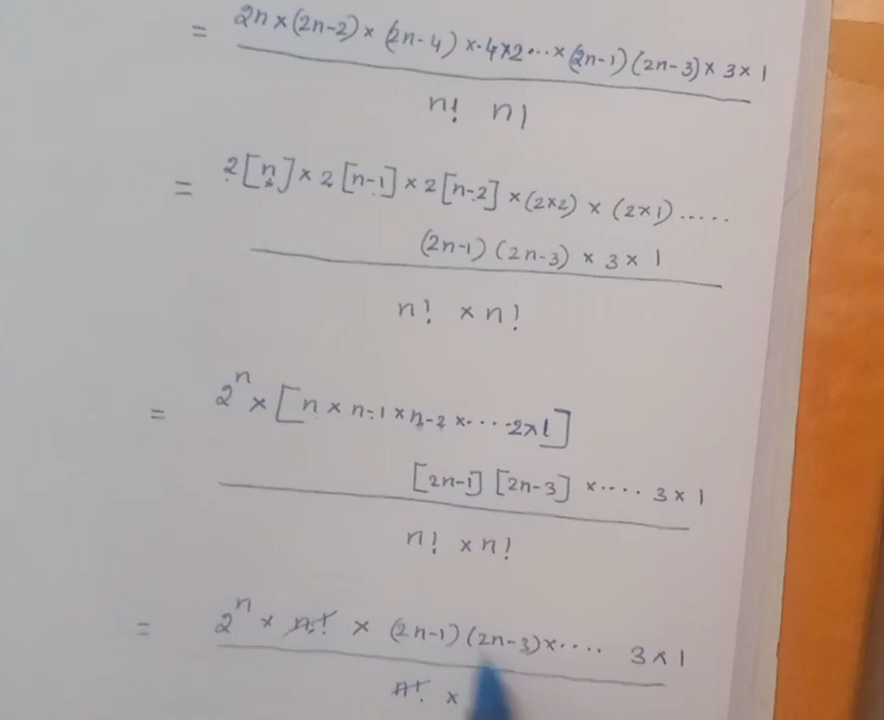 = 2n×(2n-2)× (2n-4) ×·4×2···×(2n-1)(2n-3)× 3×1
n! n!
= 2[n]×2[n-1]×2[n-2]×(2×2) × (2×1).....
(2n-1)(2n-3) × 3×1
n! ×n!
= 2ⁿ×[n×n-1×n-2×····2×1]
[2n-1][2n-3] ×···· 3×1
n! ×n!
= 2ⁿ × n! × (2n-1)(2n-3)×···· 3×1
n! ×